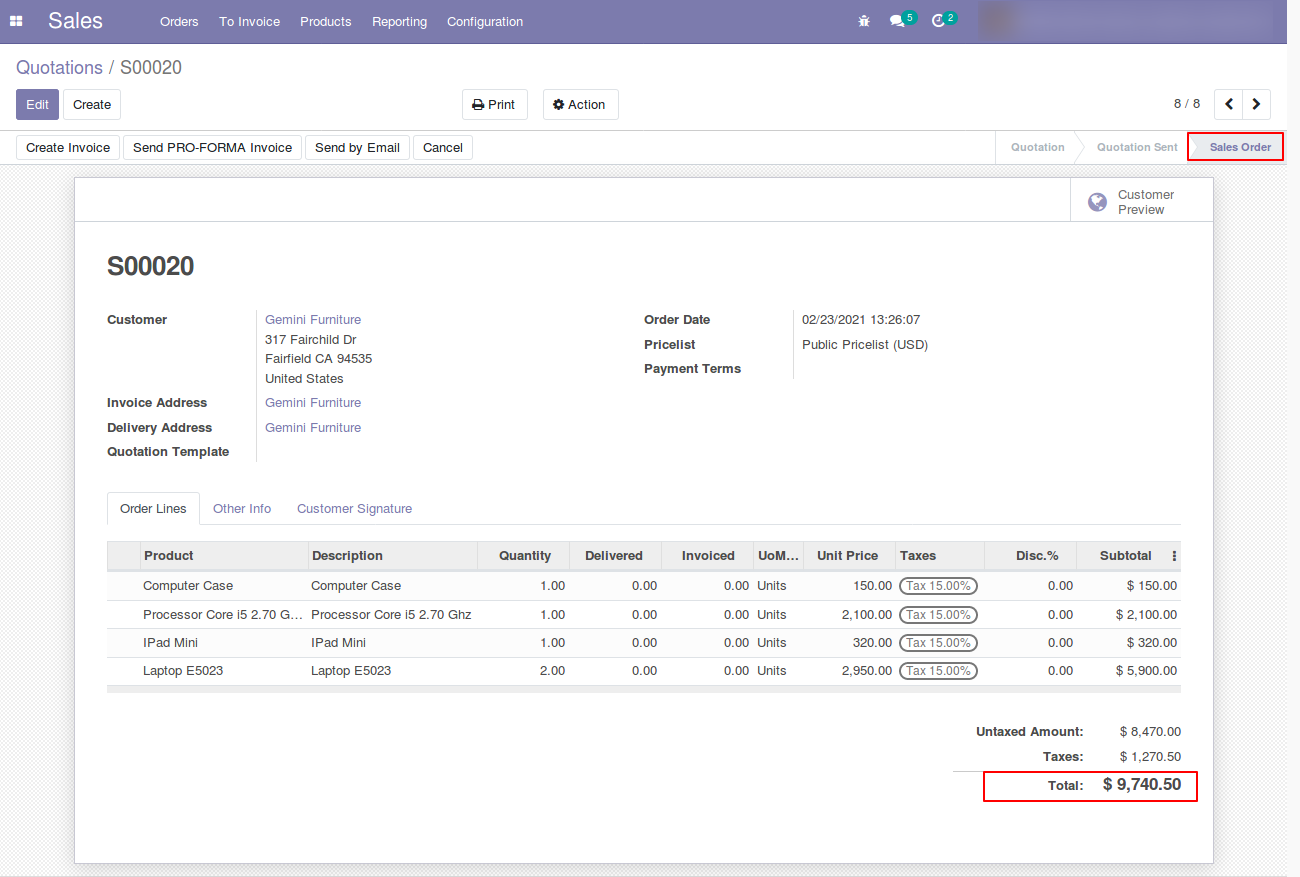 Sales Orders To Invoice Products Reporting Configuration 5 2
Quotations / S00020
Edit Create Print Action 8 / 8
Create Invoice Send PRO-FORMA Invoice Send by Email Cancel Quotation Quotation Sent Sales Order
Customer
Preview
S00020
Customer Gemini Furniture Order Date 02/23/2021 13:26:07
317 Fairchild Dr
Fairfield CA 94535 Pricelist Public Pricelist (USD)
United States Payment Terms
Invoice Address Gemini Furniture
Delivery Address Gemini Furniture
Quotation Template
Order Lines Other Info Customer Signature
Product Description Quantity Delivered Invoiced UoM... Unit Price Taxes Disc.% Subtotal
Computer Case Computer Case 1.00 0.00 0.00 Units 150.00 Tax 15.00% 0.00 $ 150.00
Processor Core i5 2.70 G... Processor Core i5 2.70 Ghz 1.00 0.00 0.00 Units 2,100.00 Tax 15.00% 0.00 $ 2,100.00
IPad Mini IPad Mini 1.00 0.00 0.00 Units 320.00 Tax 15.00% 0.00 $ 320.00
Laptop E5023 Laptop E5023 2.00 0.00 0.00 Units 2,950.00 Tax 15.00% 0.00 $ 5,900.00
Untaxed Amount: $ 8,470.00
Taxes: $ 1,270.50
Total: $ 9,740.50